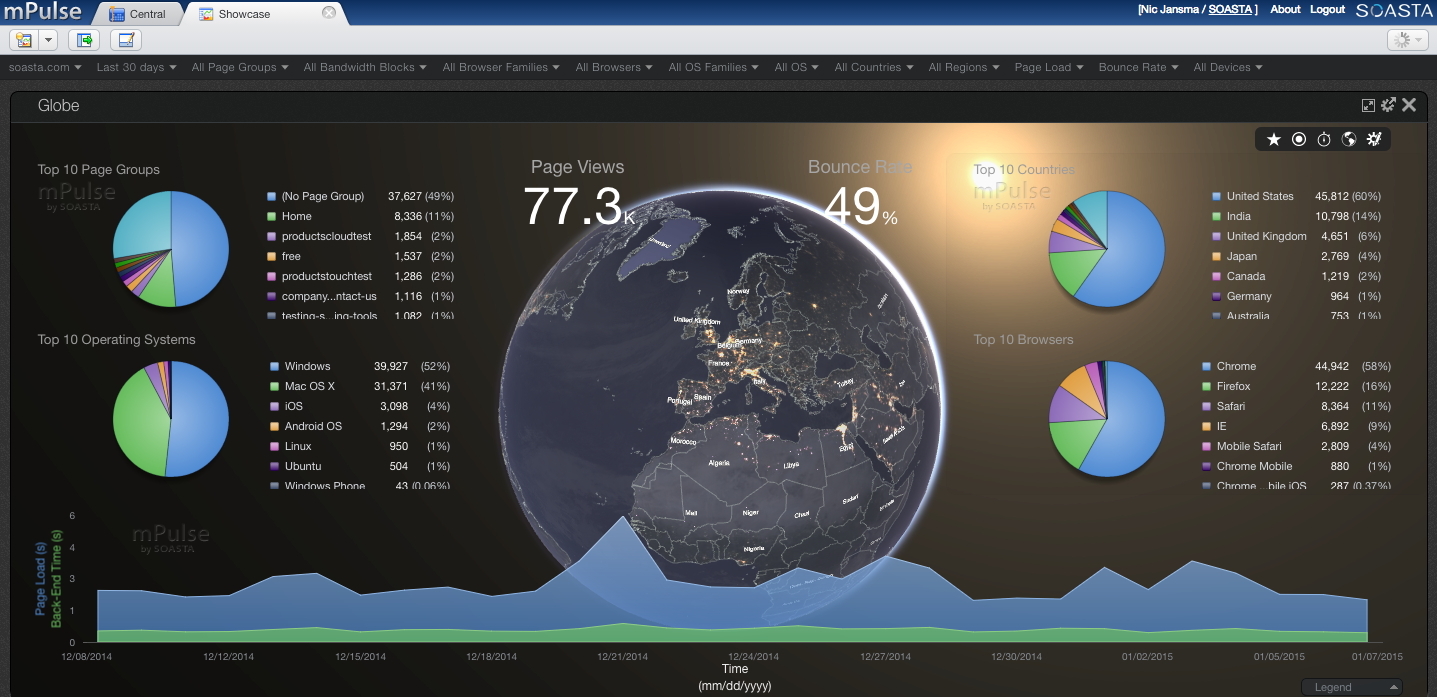 mPulse Central Showcase [Nic Jansma / SOASTA ] About Logout SOASTA
soasta.com Last 30 days All Page Groups All Bandwidth Blocks All Browser Families All Browsers All OS Families All OS All Countries All Regions Page Load Bounce Rate All Devices
Globe
Top 10 Page Groups
mPulse
by SOASTA
(No Page Group) 37,627 (49%)
Home 8,336 (11%)
productscloudtest 1,854 (2%)
free 1,537 (2%)
productstouchtest 1,286 (2%)
company...ntact-us 1,116 (1%)
testing-s...ing-tools 1,082 (1%)
Page Views
77.3K
Bounce Rate
49%
Top 10 Countries
mPulse
by SOASTA
United States 45,812 (60%)
India 10,798 (14%)
United Kingdom 4,651 (6%)
Japan 2,769 (4%)
Canada 1,219 (2%)
Germany 964 (1%)
Australia 753 (1%)
Top 10 Operating Systems
Windows 39,927 (52%)
Mac OS X 31,371 (41%)
iOS 3,098 (4%)
Android OS 1,294 (2%)
Linux 950 (1%)
Ubuntu 504 (1%)
Windows Phone 43 (0.06%)
Top 10 Browsers
Chrome 44,942 (58%)
Firefox 12,222 (16%)
Safari 8,364 (11%)
IE 6,892 (9%)
Mobile Safari 2,809 (4%)
Chrome Mobile 880 (1%)
Chrome ...bile iOS 287 (0.37%)
Greenland
Norway
United Kingdom
Belgium
Germany
France
Italy
Portugal
Spain
Turkey
Morocco
Algeria
Libya
Egypt
Saudi Arabia
Mali
Niger
Chad
Sudan
Nigeria
mPulse
by SOASTA
Page Load (s)
Back-End Time (s)
6
4
3
1
0
12/08/2014 12/12/2014 12/15/2014 12/18/2014 12/21/2014 12/24/2014 12/27/2014 12/30/2014 01/02/2015 01/05/2015 01/07/2015
Time
(mm/dd/yyyy)
Legend